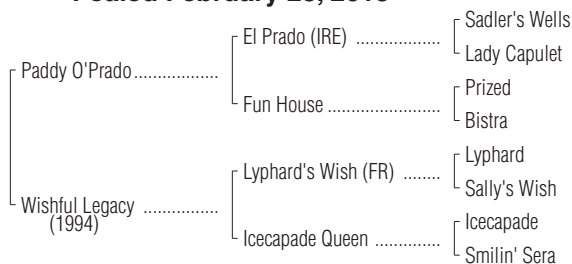 Sadler's Wells
El Prado (IRE) ...................
Lady Capulet
Paddy O'Prado ...................
Prized
Fun House .........................
Bistra
Lyphard
Lyphard's Wish (FR) ........
Sally's Wish
Wishful Legacy .................
(1994)
Icecapade
Icecapade Queen ...............
Smilin' Sera